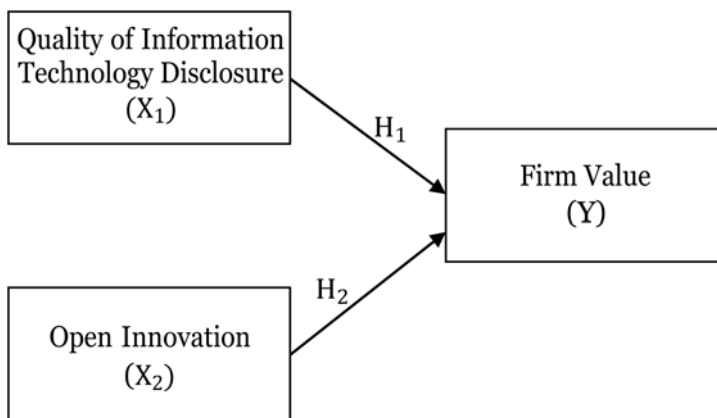 Quality of Information
Technology Disclosure
(X₁)
H₁
Firm Value
(Y)
H₂
Open Innovation
(X₂)